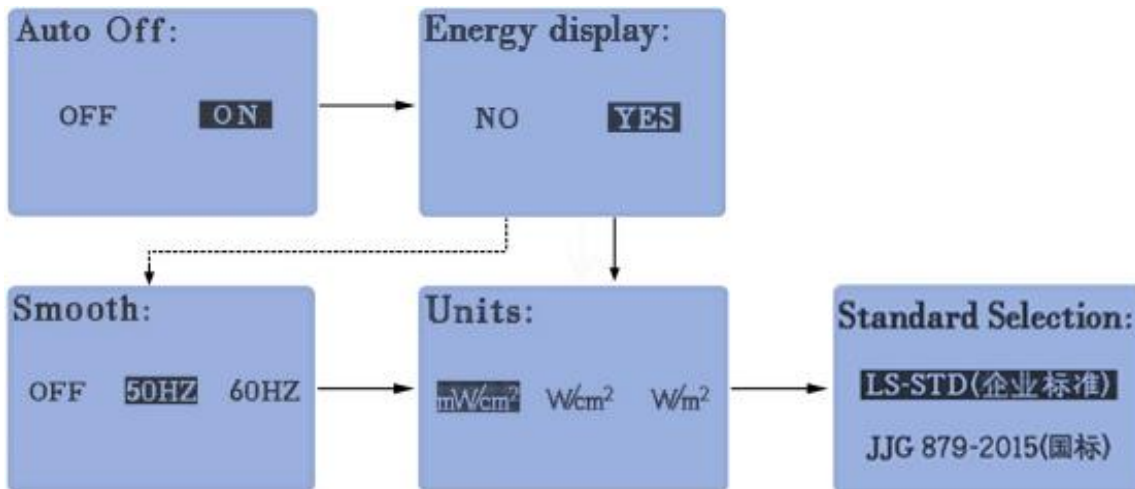 Auto Off:
OFF ON
Energy display:
NO YES
Smooth:
OFF 50HZ 60HZ
Units:
mW/cm² W/cm² W/m²
Standard Selection:
LS-STD(企业标准)
JJG 879-2015(国标)